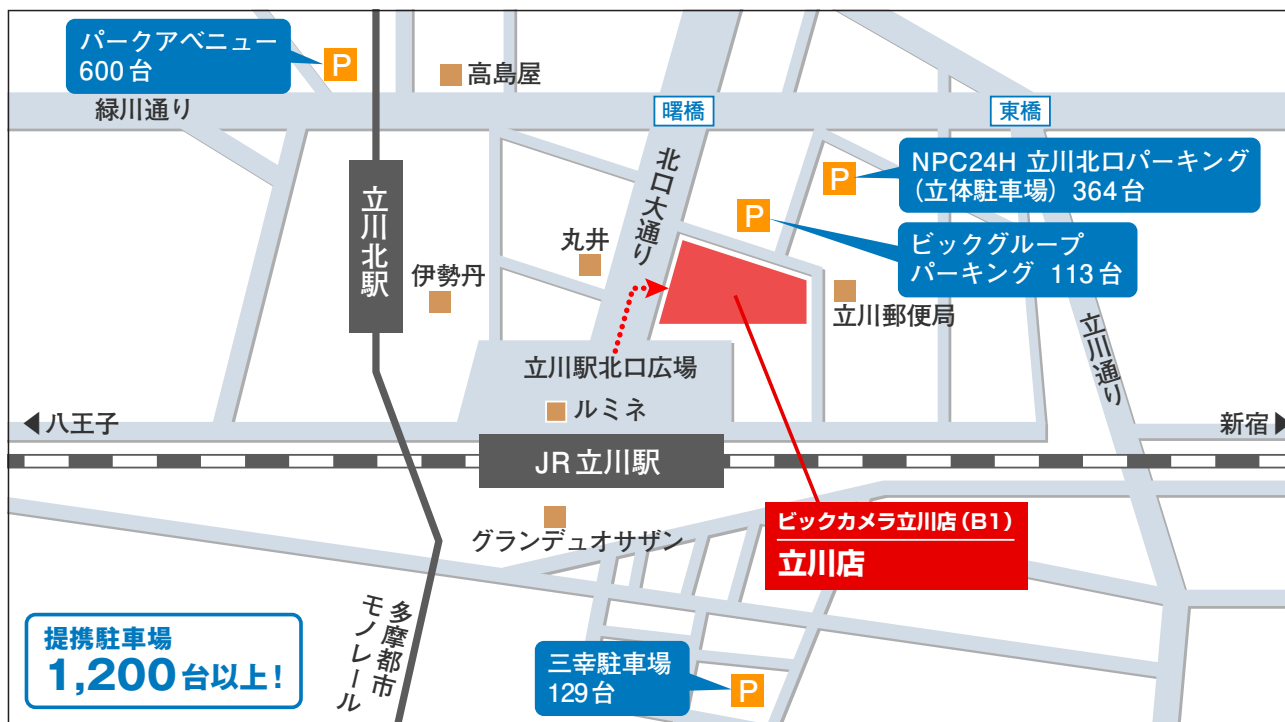 パークアベニュー
600台
P
高島屋
緑川通り
曙橋
東橋
北口大通り
NPC24H 立川北口パーキング
(立体駐車場) 364台
P
P
ビックグループ
パーキング 113台
立川北駅
丸井
伊勢丹
立川郵便局
立川通り
立川駅北口広場
ルミネ
◀八王子
新宿▶
JR立川駅
グランデュオサザン
ビックカメラ立川店(B1)
立川店
多摩都市
モノレール
提携駐車場
1,200台以上!
三幸駐車場
129台
P